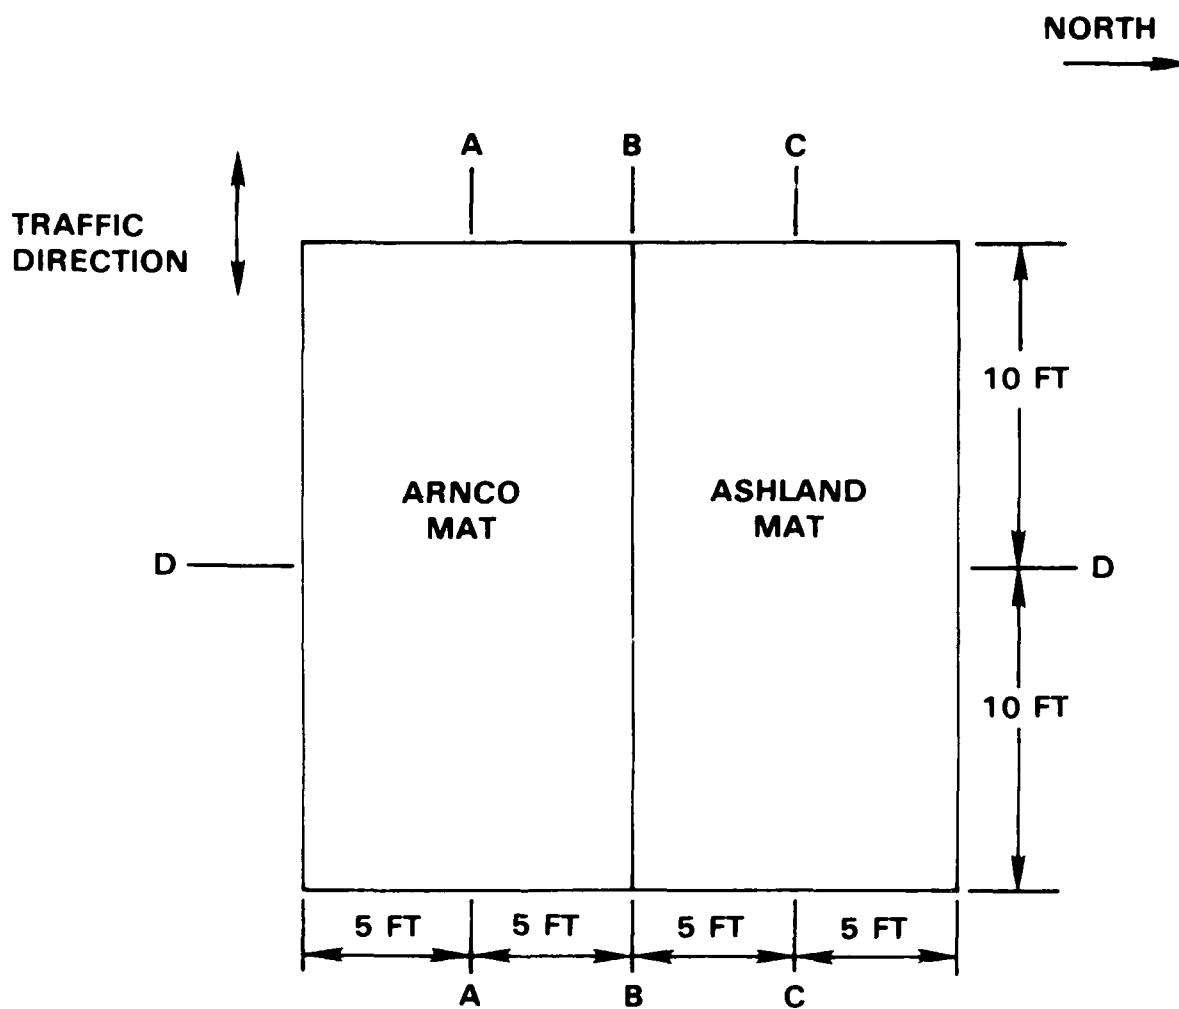 NORTH
A B C
TRAFFIC
DIRECTION
10 FT
ARNCO
MAT
ASHLAND
MAT
D
D
10 FT
5 FT 5 FT 5 FT 5 FT
A B C